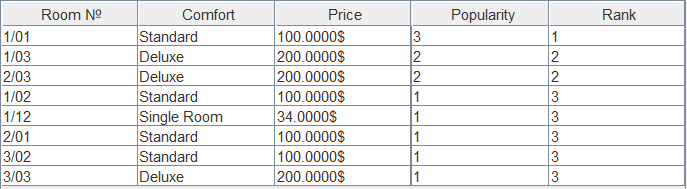 Room № Comfort Price Popularity Rank
1/01 Standard 100.0000$ 3 1
1/03 Deluxe 200.0000$ 2 2
2/03 Deluxe 200.0000$ 2 2
1/02 Standard 100.0000$ 1 3
1/12 Single Room 34.0000$ 1 3
2/01 Standard 100.0000$ 1 3
3/02 Standard 100.0000$ 1 3
3/03 Deluxe 200.0000$ 1 3